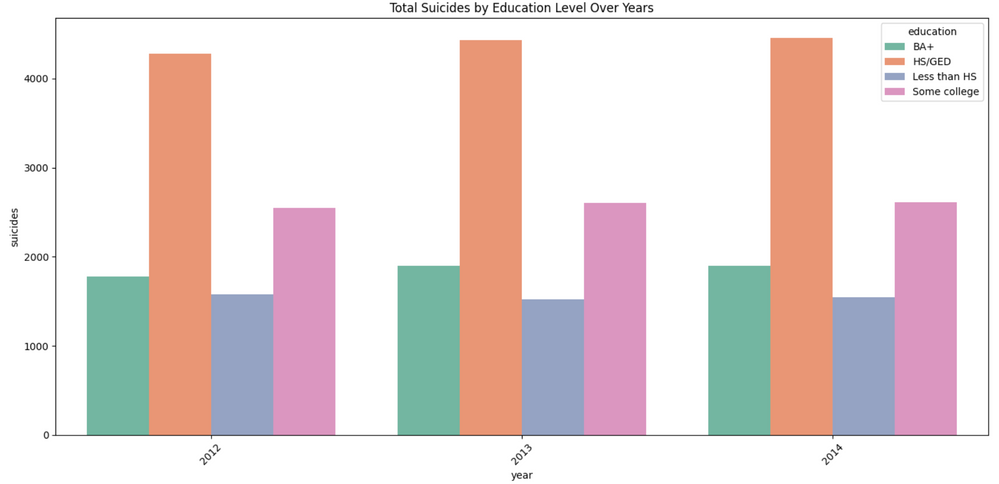 Total Suicides by Education Level Over Years
education
BA+
HS/GED
Less than HS
Some college
suicides
4000
3000
2000
1000
0
2012
2013
2014
year